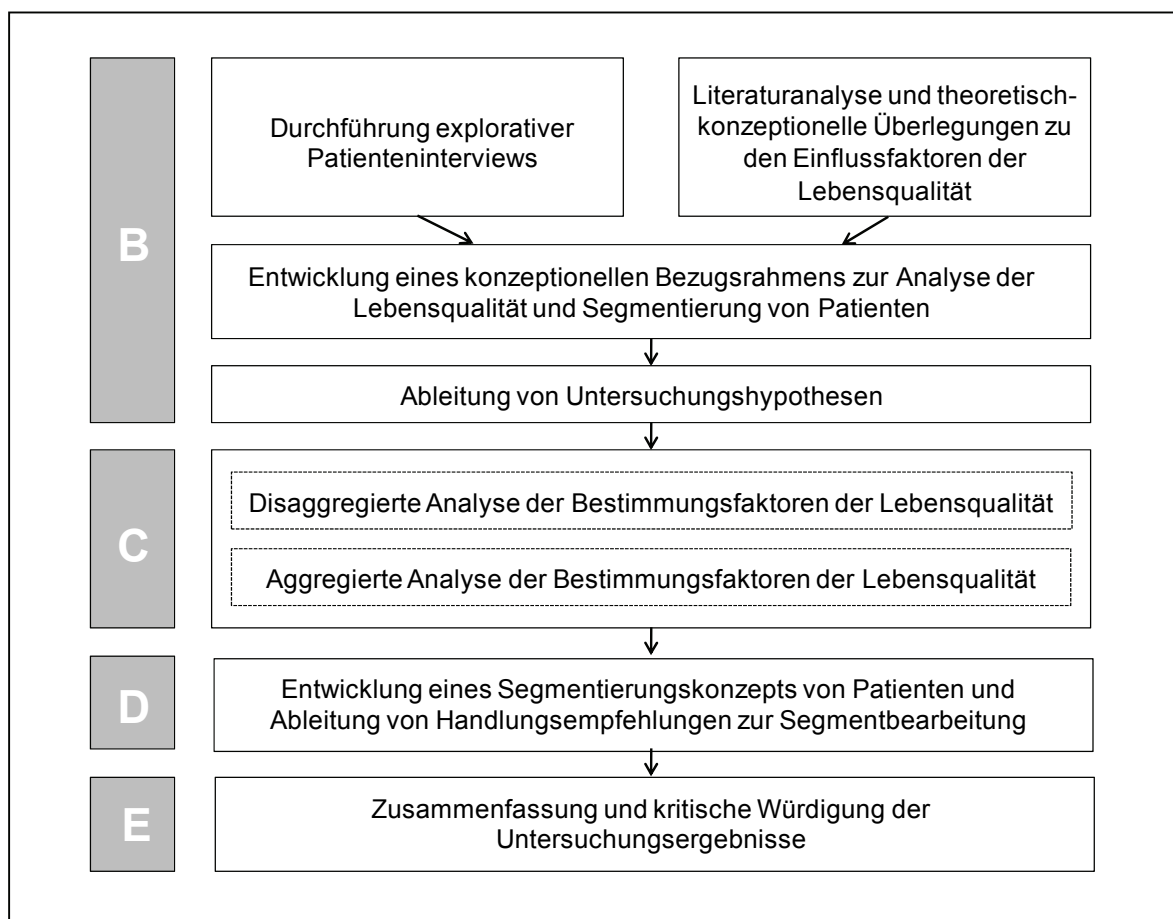 B
Durchführung explorativer
Patienteninterviews
Literaturanalyse und theoretisch-
konzeptionelle Überlegungen zu
den Einflussfaktoren der
Lebensqualität
Entwicklung eines konzeptionellen Bezugsrahmens zur Analyse der
Lebensqualität und Segmentierung von Patienten
Ableitung von Untersuchungshypothesen
C
Disaggregierte Analyse der Bestimmungsfaktoren der Lebensqualität
Aggregierte Analyse der Bestimmungsfaktoren der Lebensqualität
D
Entwicklung eines Segmentierungskonzepts von Patienten und
Ableitung von Handlungsempfehlungen zur Segmentbearbeitung
E
Zusammenfassung und kritische Würdigung der
Untersuchungsergebnisse